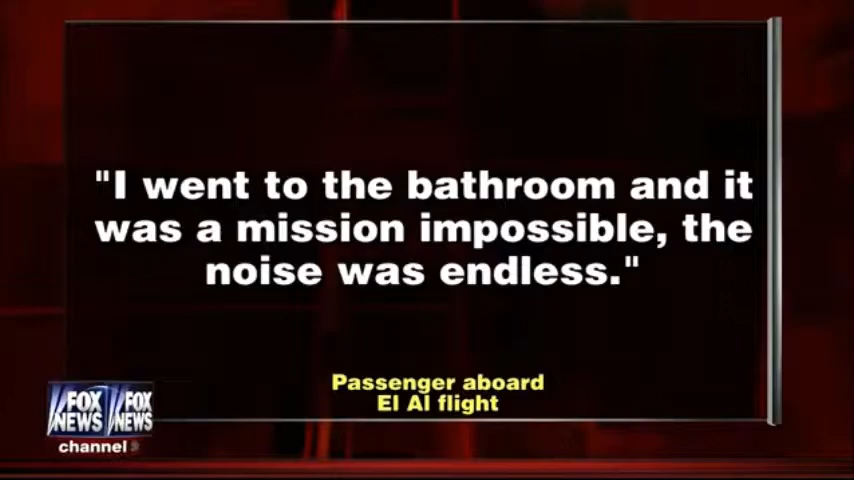 "I went to the bathroom and it
was a mission impossible, the
noise was endless."
Passenger aboard
El Al flight
FOX
NEWS
FOX
NEWS
channel